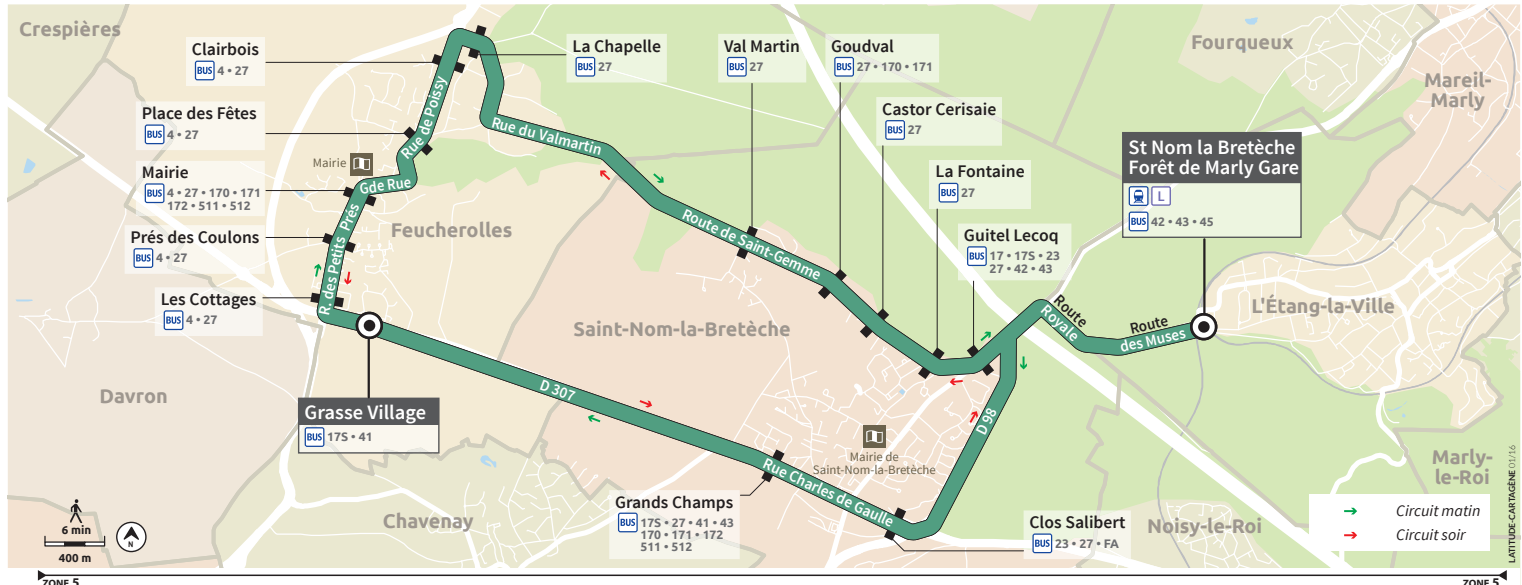 Crespières
Clairbois
BUS 4 • 27
La Chapelle
BUS 27
Val Martin
BUS 27
Goudval
BUS 27 • 170 • 171
Fourqueux
Mareil-
Marly
Place des Fêtes
BUS 4 • 27
Rue de Poissy
Rue du Valmartin
Castor Cerisaie
BUS 27
St Nom la Bretèche
Forêt de Marly Gare
L
BUS 42 • 43 • 45
Mairie
Mairie
BUS 4 • 27 • 170 • 171
172 • 511 • 512
Gde Rue
La Fontaine
BUS 27
Prés des Coulons
BUS 4 • 27
R. des Petits Prés
Feucherolles
Route de Saint-Gemme
Guitel Lecoq
BUS 17 • 17S • 23
27 • 42 • 43
Les Cottages
BUS 4 • 27
Saint-Nom-la-Bretèche
Route
Royale
Route
des Muses
L'Étang-la-Ville
Davron
D 307
Grasse Village
BUS 17S • 41
D 98
Mairie de
Saint-Nom-la-Bretèche
Rue Charles de Gaulle
Marly-
le-Roi
Grands Champs
BUS 17S • 27 • 41 • 43
170 • 171 • 172
511 • 512
Chavenay
Clos Salibert
BUS 23 • 27 • FA
Noisy-le-Roi
Circuit matin
Circuit soir
6 min
400 m
N
LATITUDE-CARTAGÈNE 01/16
ZONE 5
ZONE 5